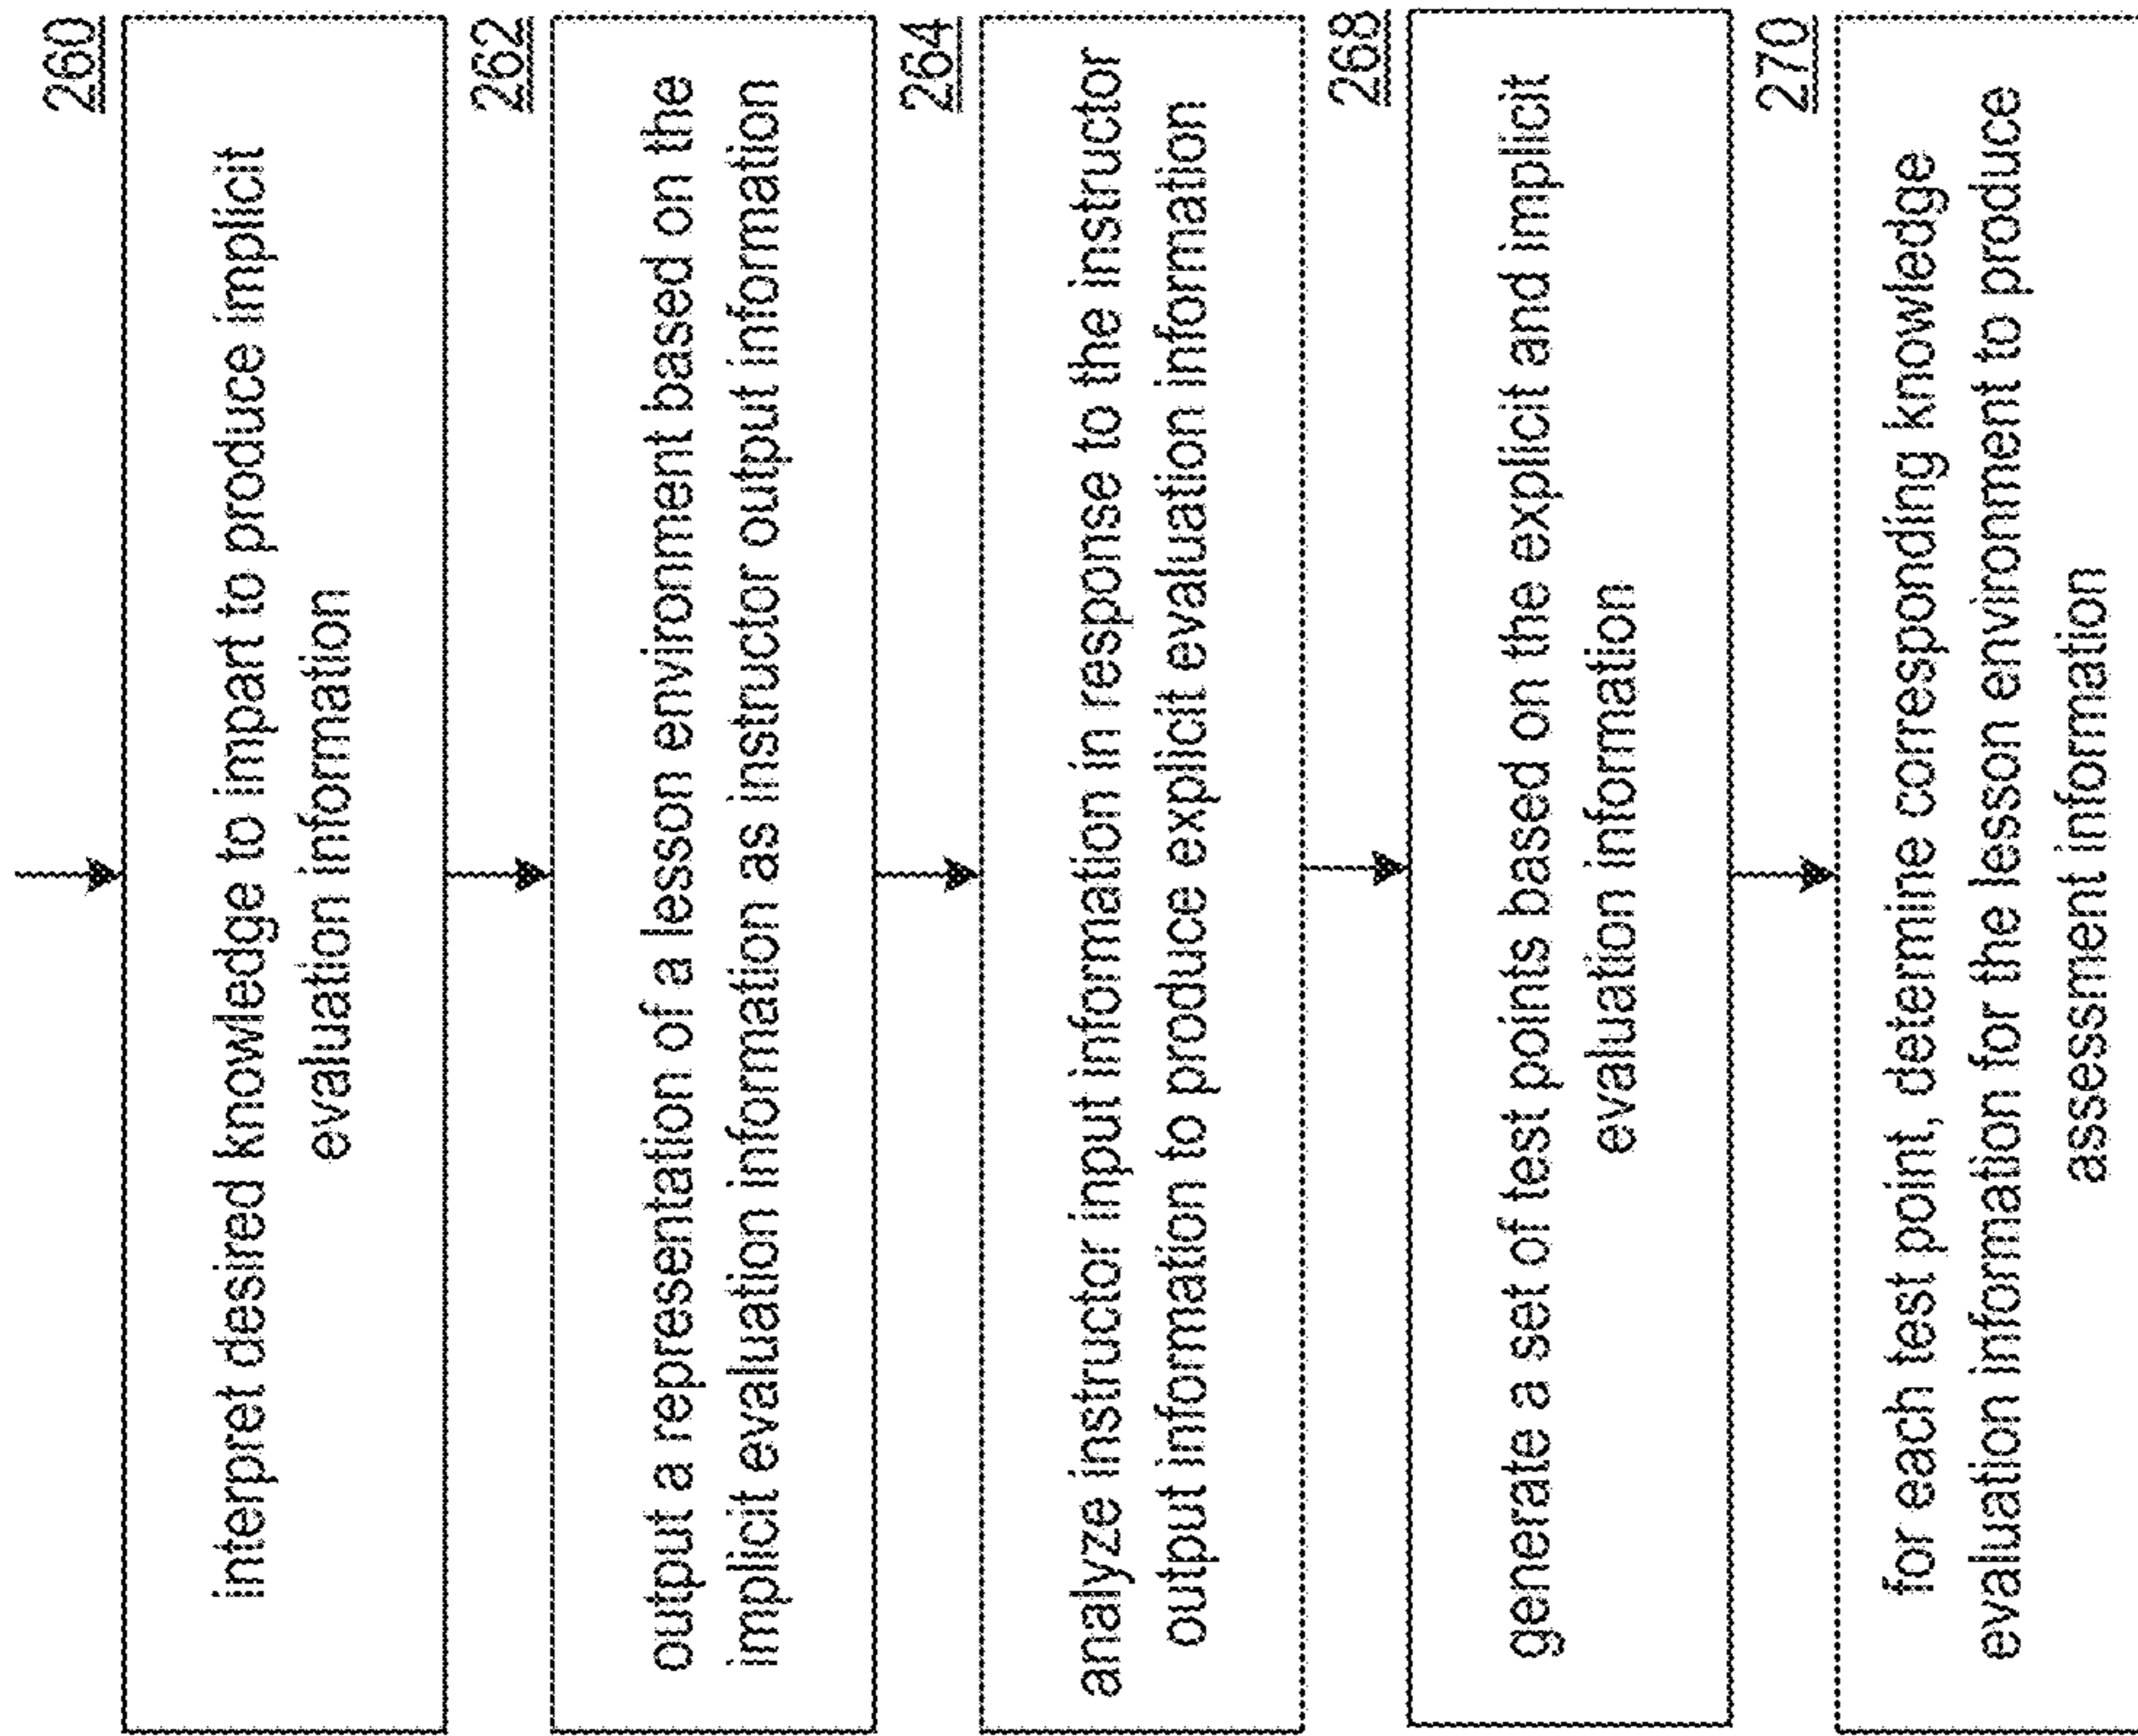 260
interpret desired knowledge to impart to produce implicit
evaluation information
262
output a representation of a lesson environment based on the
implicit evaluation information as instructor output information
264
analyze instructor input information in response to the instructor
output information to produce explicit evaluation information
268
generate a set of test points based on the explicit and implicit
evaluation information
270
for each test point, determine corresponding knowledge
evaluation information for the lesson environment to produce
assessment information